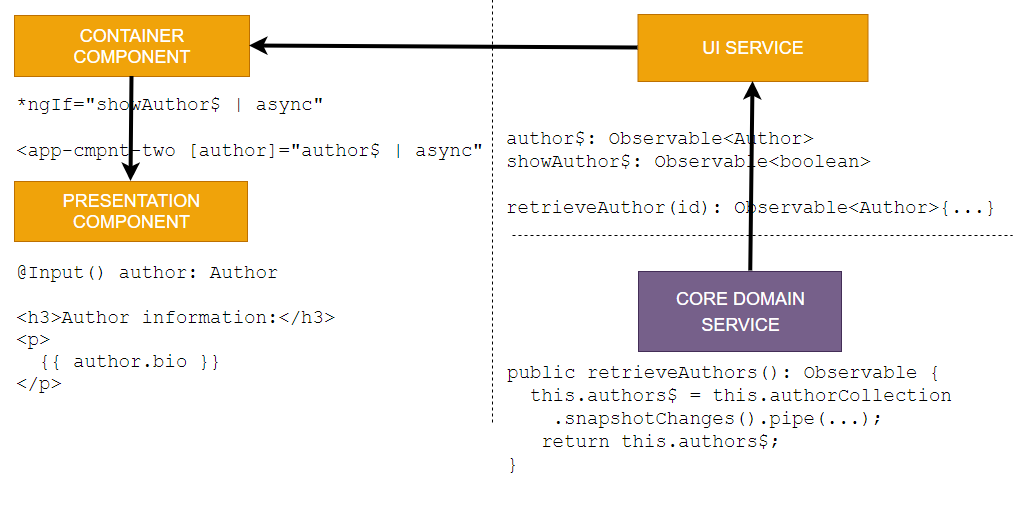 CONTAINER
COMPONENT
*ngIf="showAuthor$ | async"
<app-cmpnt-two [author]="author$ | async"
PRESENTATION
COMPONENT
@Input() author: Author
<h3>Author information:</h3>
<p>
{{ author.bio }}
</p>
UI SERVICE
author$: Observable<Author>
showAuthor$: Observable<boolean>
retrieveAuthor(id): Observable<Author>{...}
CORE DOMAIN
SERVICE
public retrieveAuthors(): Observable {
this.authors$ = this.authorCollection
.snapshotChanges().pipe(...);
return this.authors$;
}